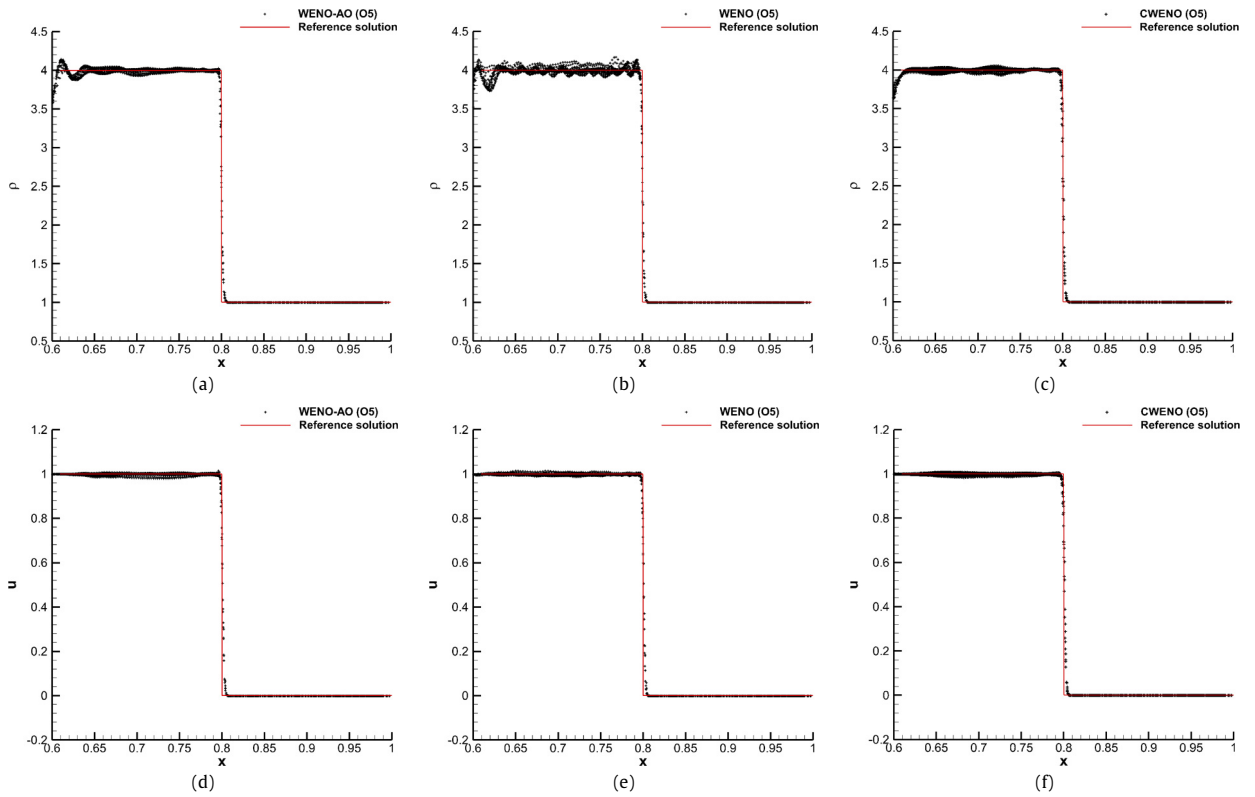 WENO-AO (O5)
Reference solution
4.5
4
3.5
3
2.5
2
1.5
1
0.5
ρ
0.6 0.65 0.7 0.75 0.8 0.85 0.9 0.95 1
x
(a)
WENO (O5)
Reference solution
4.5
4
3.5
3
2.5
2
1.5
1
0.5
ρ
0.6 0.65 0.7 0.75 0.8 0.85 0.9 0.95 1
x
(b)
CWENO (O5)
Reference solution
4.5
4
3.5
3
2.5
2
1.5
1
0.5
ρ
0.6 0.65 0.7 0.75 0.8 0.85 0.9 0.95 1
x
(c)
WENO-AO (O5)
Reference solution
1.2
1
0.8
0.6
0.4
0.2
0
-0.2
u
0.6 0.65 0.7 0.75 0.8 0.85 0.9 0.95 1
x
(d)
WENO (O5)
Reference solution
1.2
1
0.8
0.6
0.4
0.2
0
-0.2
u
0.6 0.65 0.7 0.75 0.8 0.85 0.9 0.95 1
x
(e)
CWENO (O5)
Reference solution
1.2
1
0.8
0.6
0.4
0.2
0
-0.2
u
0.6 0.65 0.7 0.75 0.8 0.85 0.9 0.95 1
x
(f)